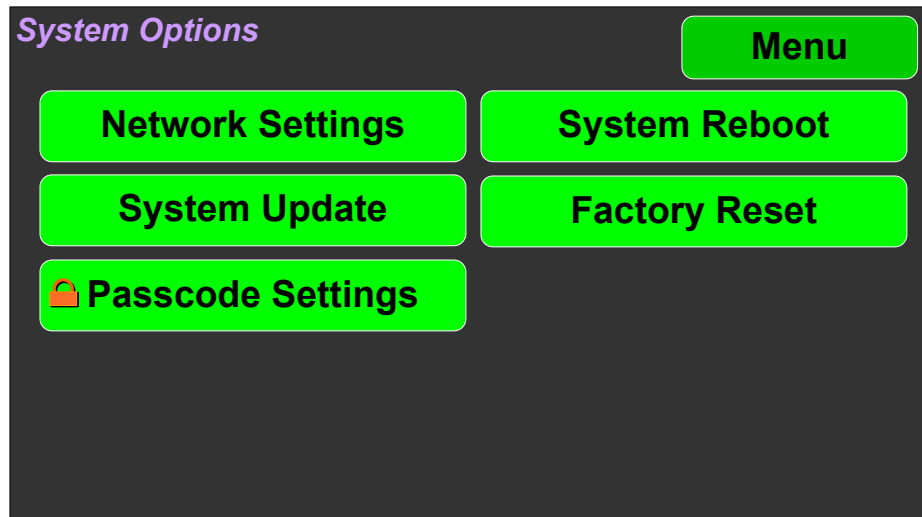 System Options
Menu
Network Settings
System Reboot
System Update
Factory Reset
Passcode Settings